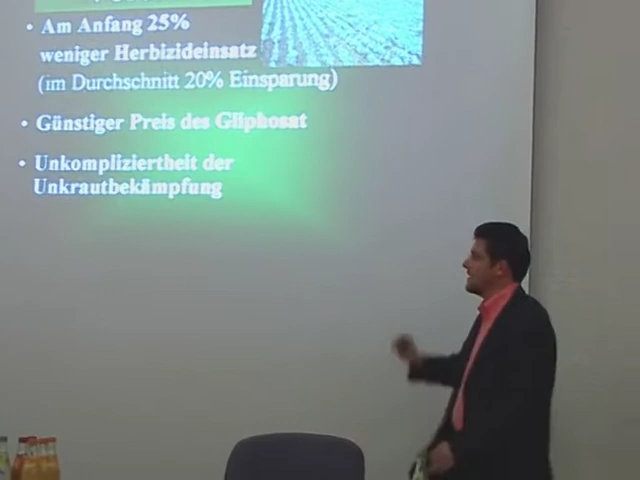 • Am Anfang 25%
weniger Herbizideinsatz
(im Durchschnitt 20% Einsparung)
• Günstiger Preis des Gliphosat
• Unkompliziertheit der
Unkrautbekämpfung